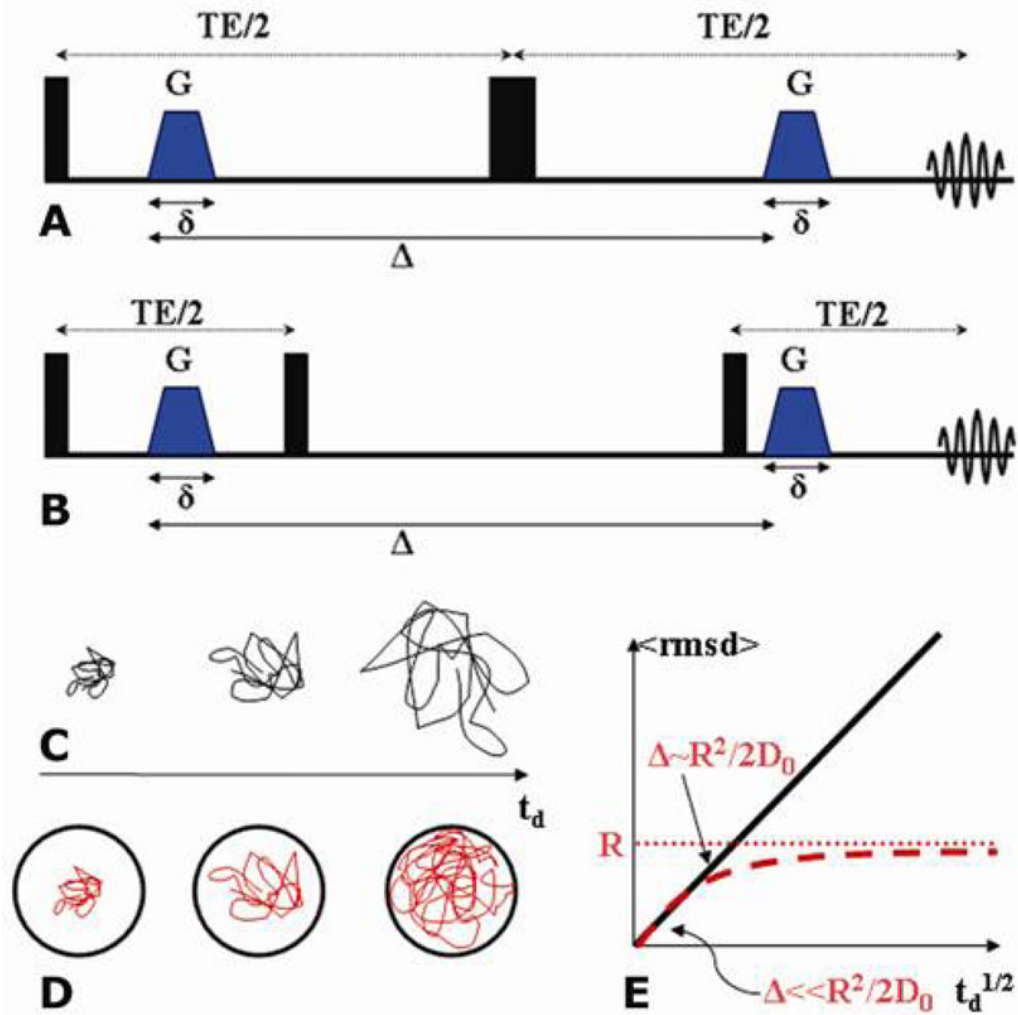 TE/2 TE/2
G G
A
δ δ
Δ
TE/2 TE/2
G G
B
δ δ
Δ
C
t_d
D
<rmsd>
Δ~R²/2D₀
R
E
Δ<<R²/2D₀ t_d^1/2